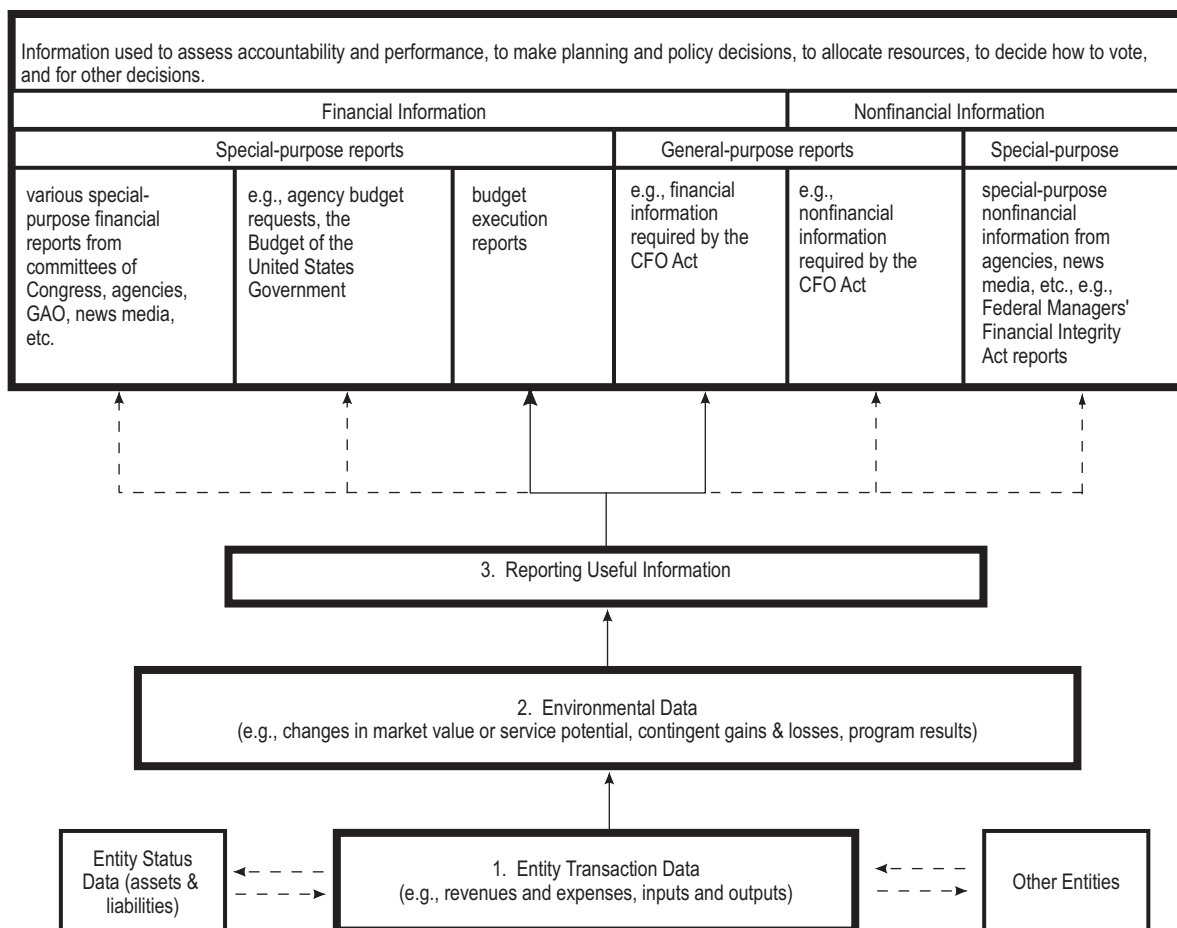 Information used to assess accountability and performance, to make planning and policy decisions, to allocate resources, to decide how to vote,
and for other decisions.
Financial Information
Nonfinancial Information
Special-purpose reports
General-purpose reports
Special-purpose
various special-
purpose financial
reports from
committees of
Congress, agencies,
GAO, news media,
etc.
e.g., agency budget
requests, the
Budget of the
United States
Government
budget
execution
reports
e.g., financial
information
required by the
CFO Act
e.g.,
nonfinancial
information
required by the
CFO Act
special-purpose
nonfinancial
information from
agencies, news
media, etc., e.g.,
Federal Managers'
Financial Integrity
Act reports
3. Reporting Useful Information
2. Environmental Data
(e.g., changes in market value or service potential, contingent gains & losses, program results)
Entity Status
Data (assets &
liabilities)
1. Entity Transaction Data
(e.g., revenues and expenses, inputs and outputs)
Other Entities